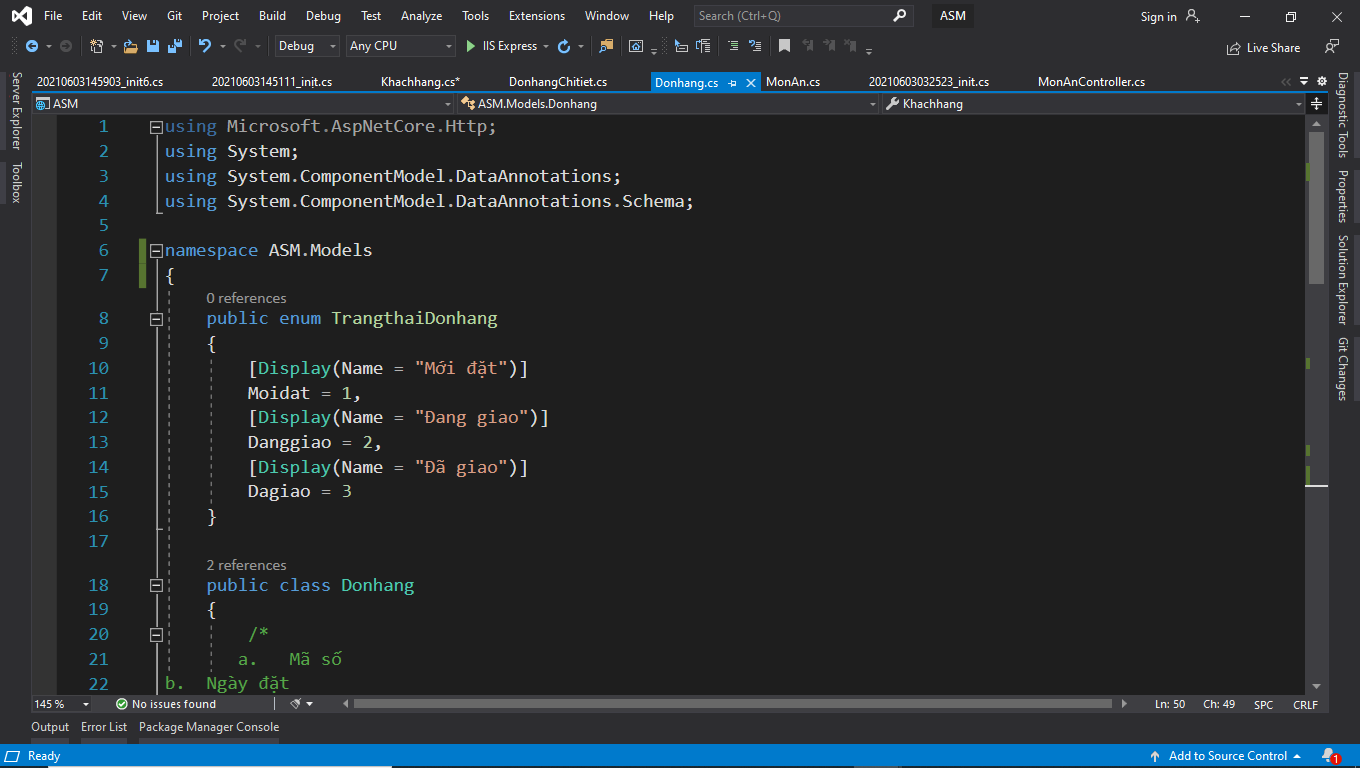 File Edit View Git Project Build Debug Test Analyze Tools Extensions Window Help Search (Ctrl+Q) ASM Sign in
Debug Any CPU IIS Express Live Share
20210603145903_init6.cs 20210603145111_init.cs Khachhang.cs* DonhangChitiet.cs Donhang.cs MonAn.cs 20210603032523_init.cs MonAnController.cs
ASM ASM.Models.Donhang Khachhang
Server Explorer
Toolbox
1 using Microsoft.AspNetCore.Http;
2 using System;
3 using System.ComponentModel.DataAnnotations;
4 using System.ComponentModel.DataAnnotations.Schema;
5
6 namespace ASM.Models
7 {
0 references
8 public enum TrangthaiDonhang
9 {
10 [Display(Name = "Mới đặt")]
11 Moidat = 1,
12 [Display(Name = "Đang giao")]
13 Danggiao = 2,
14 [Display(Name = "Đã giao")]
15 Dagiao = 3
16 }
17
2 references
18 public class Donhang
19 {
20 /*
21 a. Mã số
22 b. Ngày đặt
Diagnostic Tools
Properties
Solution Explorer
Git Changes
145 % No issues found Ln: 50 Ch: 49 SPC CRLF
Output Error List Package Manager Console
Ready Add to Source Control 1